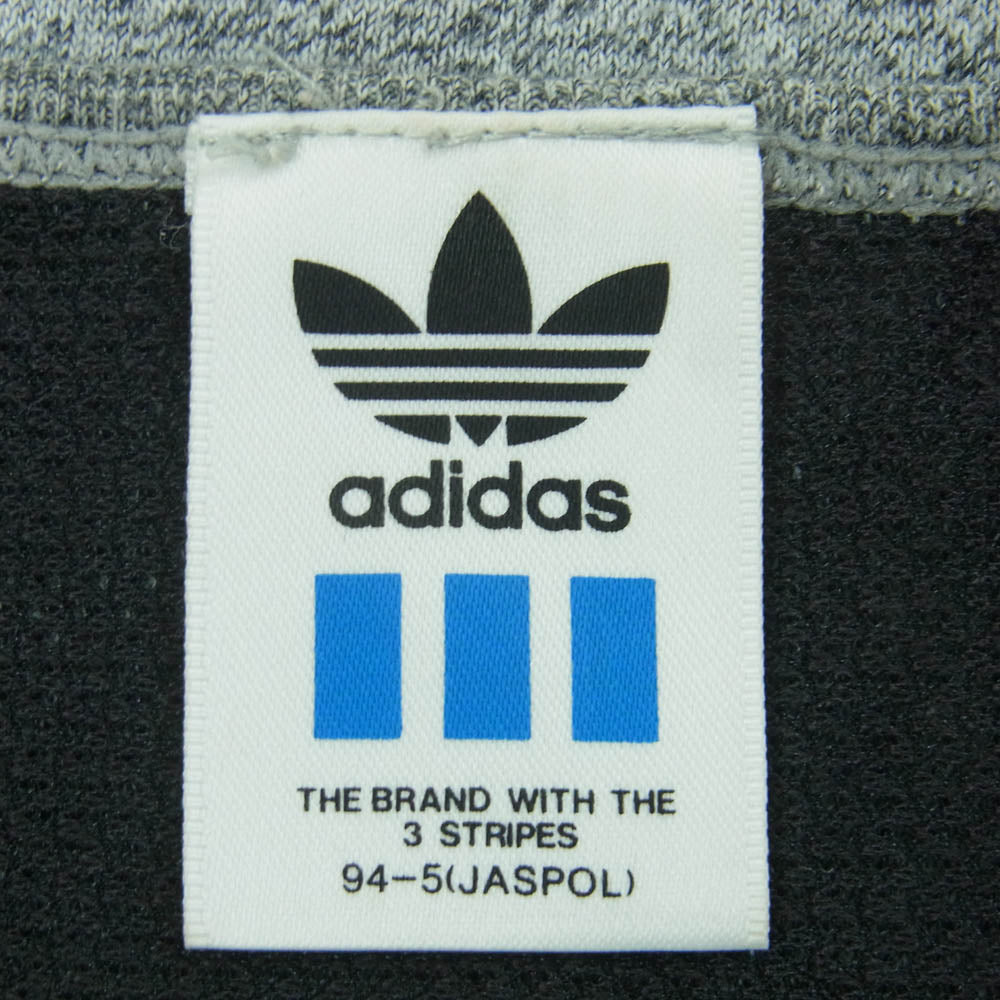 adidas
THE BRAND WITH THE
3 STRIPES
94-5(JASPOL)